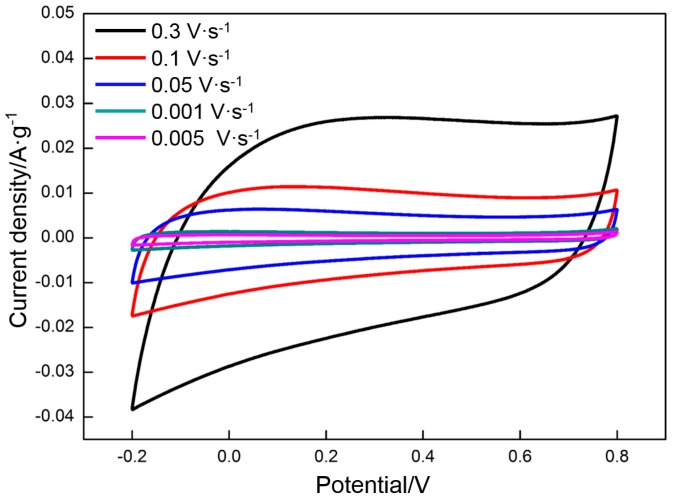 0.05
0.04
0.03
0.02
0.01
0.00
-0.01
-0.02
-0.03
-0.04
Current density/A·g⁻¹
0.3 V·s⁻¹
0.1 V·s⁻¹
0.05 V·s⁻¹
0.001 V·s⁻¹
0.005 V·s⁻¹
-0.2 0.0 0.2 0.4 0.6 0.8
Potential/V